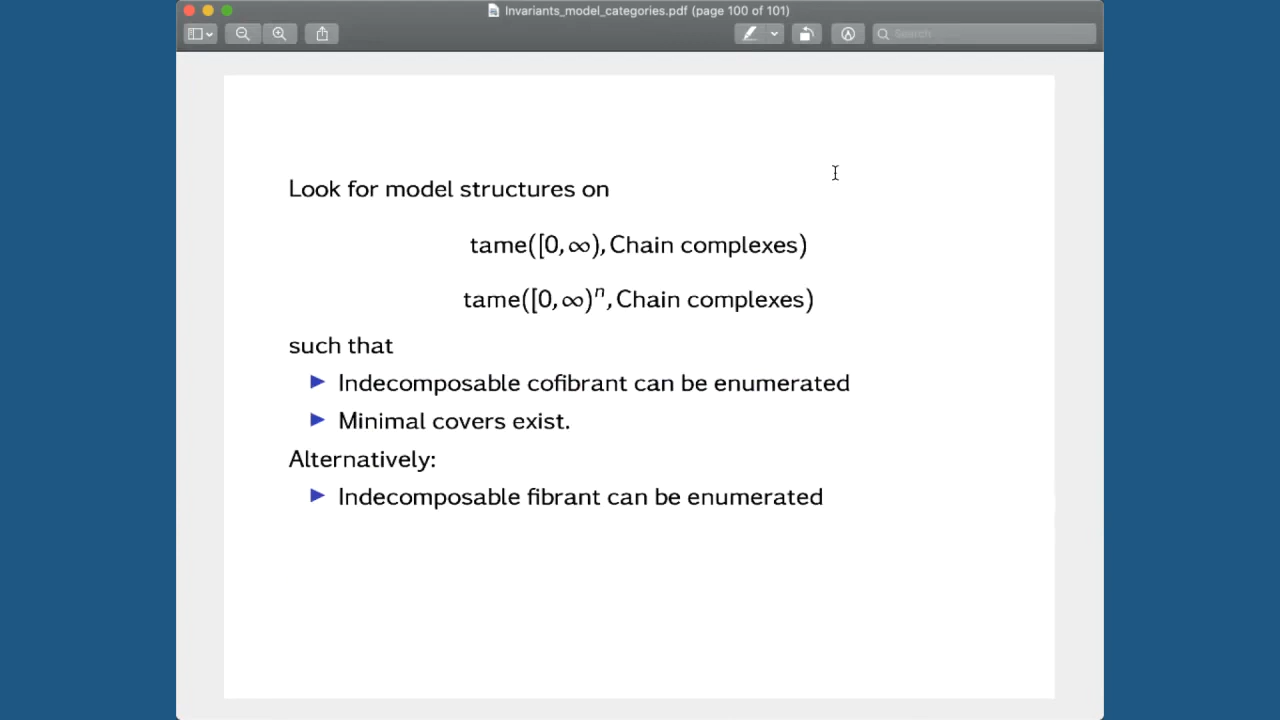 Invariants_model_categories.pdf (page 100 of 101)
Search
Look for model structures on
tame([0, ∞), Chain complexes)
tame([0, ∞)ⁿ, Chain complexes)
such that
▶ Indecomposable cofibrant can be enumerated
▶ Minimal covers exist.
Alternatively:
▶ Indecomposable fibrant can be enumerated